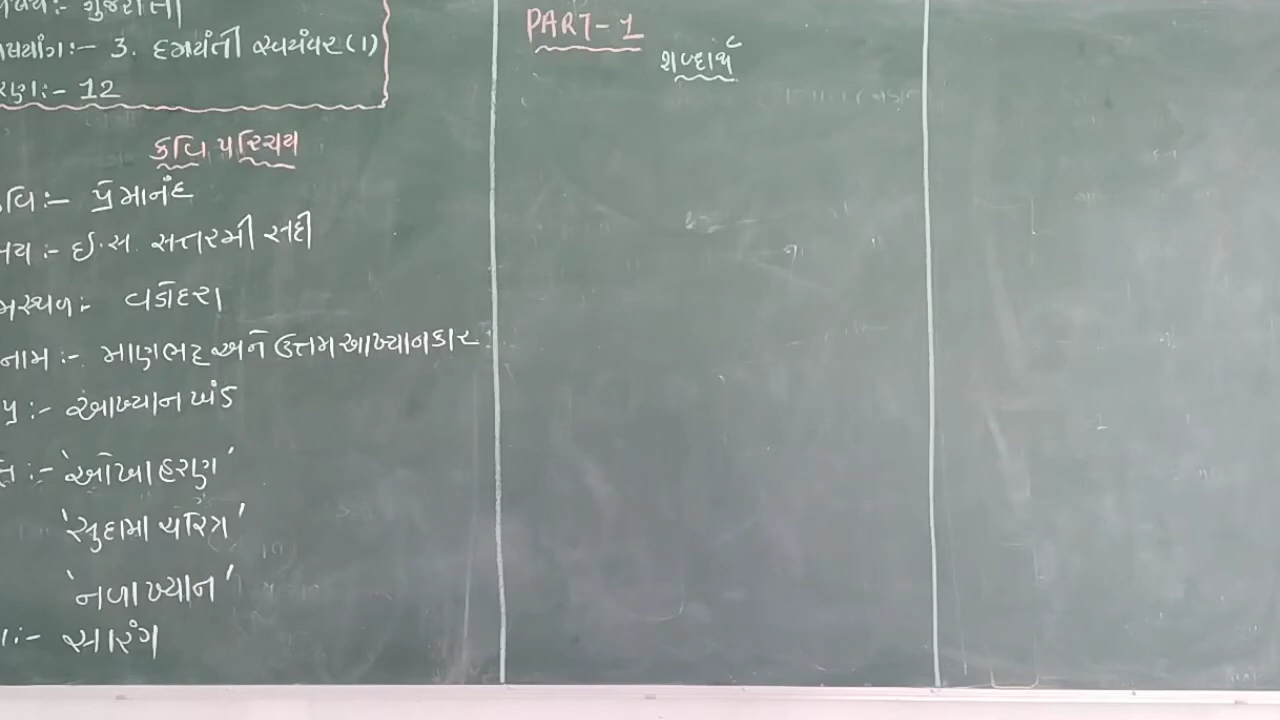 વિષય:- ગુજરાતી
3. દમયંતી સ્વયંવર (1)
ધોરણ:- 12
કવિ પરિચય
કવિ:- પ્રેમાનંદ
સમય:- ઈ.સ. સત્તરમી સદી
જન્મસ્થળ:- વડોદરા
ઉપનામ:- માણભટ્ટ અને ઉત્તમ આખ્યાનકાર
આખ્યાન ખંડ
'ઓખાહરણ'
'સુદામા ચરિત્ર'
'નળાખ્યાન'
સારંગ
PART-1
શબ્દાર્થ